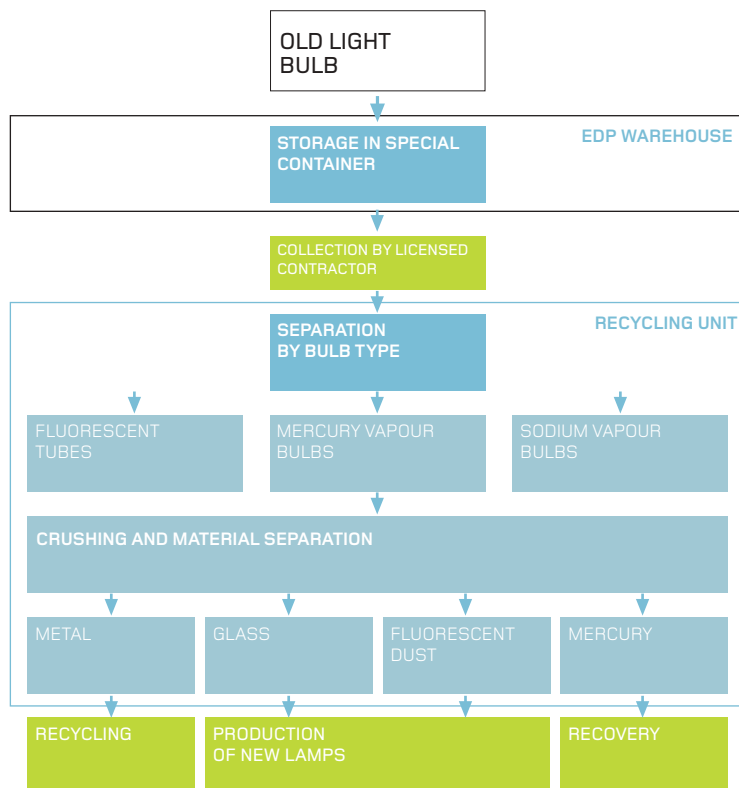 OLD LIGHT
BULB
STORAGE IN SPECIAL
CONTAINER
EDP WAREHOUSE
COLLECTION BY LICENSED
CONTRACTOR
SEPARATION
BY BULB TYPE
RECYCLING UNIT
FLUORESCENT
TUBES
MERCURY VAPOUR
BULBS
SODIUM VAPOUR
BULBS
CRUSHING AND MATERIAL SEPARATION
METAL
GLASS
FLUORESCENT
DUST
MERCURY
RECYCLING
PRODUCTION
OF NEW LAMPS
RECOVERY